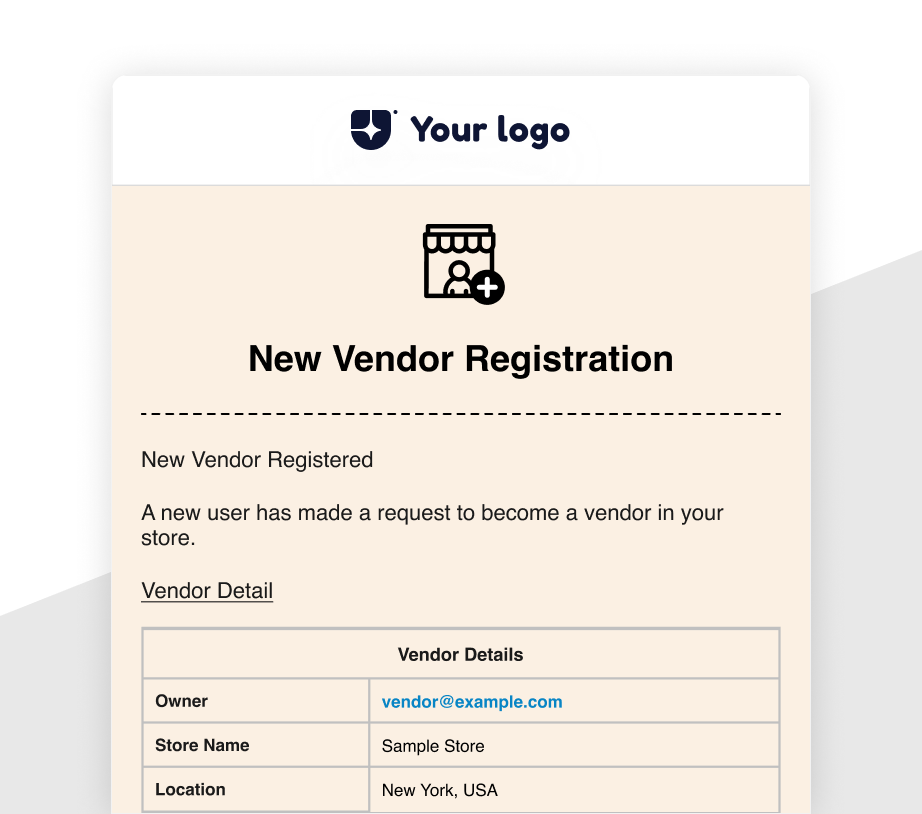 Your logo
New Vendor Registration
New Vendor Registered
A new user has made a request to become a vendor in your
store.
Vendor Detail
Vendor Details
Owner vendor@example.com
Store Name Sample Store
Location New York, USA